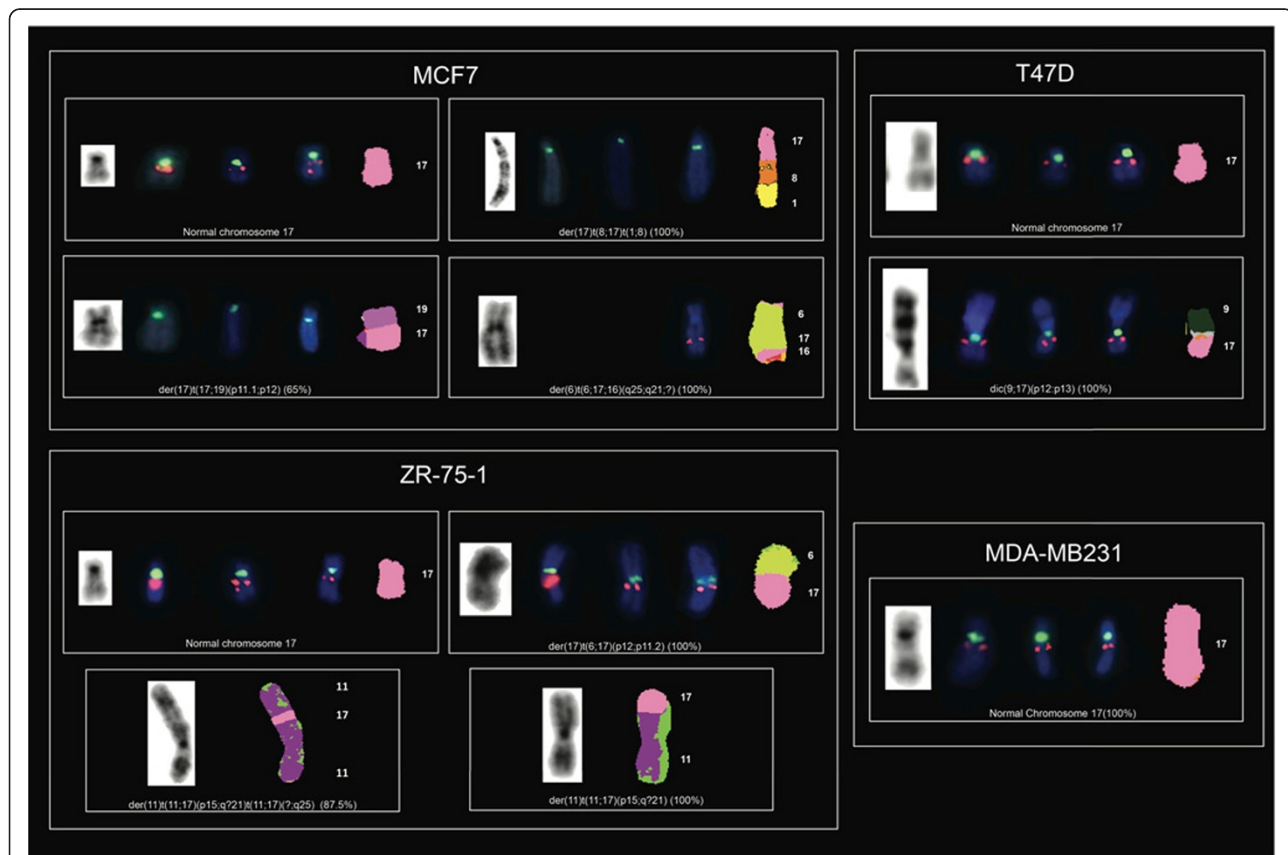 MCF7
17
Normal chromosome 17
17
8
1
der(17)t(8;17)t(1;8) (100%)
19
17
der(17)t(17;19)(p11.1;p12) (65%)
6
17
16
der(6)t(6;17;16)(q25;q21;?) (100%)
T47D
17
Normal chromosome 17
9
17
dic(9;17)(p12;p13) (100%)
ZR-75-1
17
Normal chromosome 17
6
17
der(17)t(6;17)(p12;p11.2) (100%)
11
17
11
der(11)t(11;17)(p15;q?21)t(11;17)(?;q25) (87.5%)
17
11
der(11)t(11;17)(p15;q?21) (100%)
MDA-MB231
17
Normal Chromosome 17(100%)